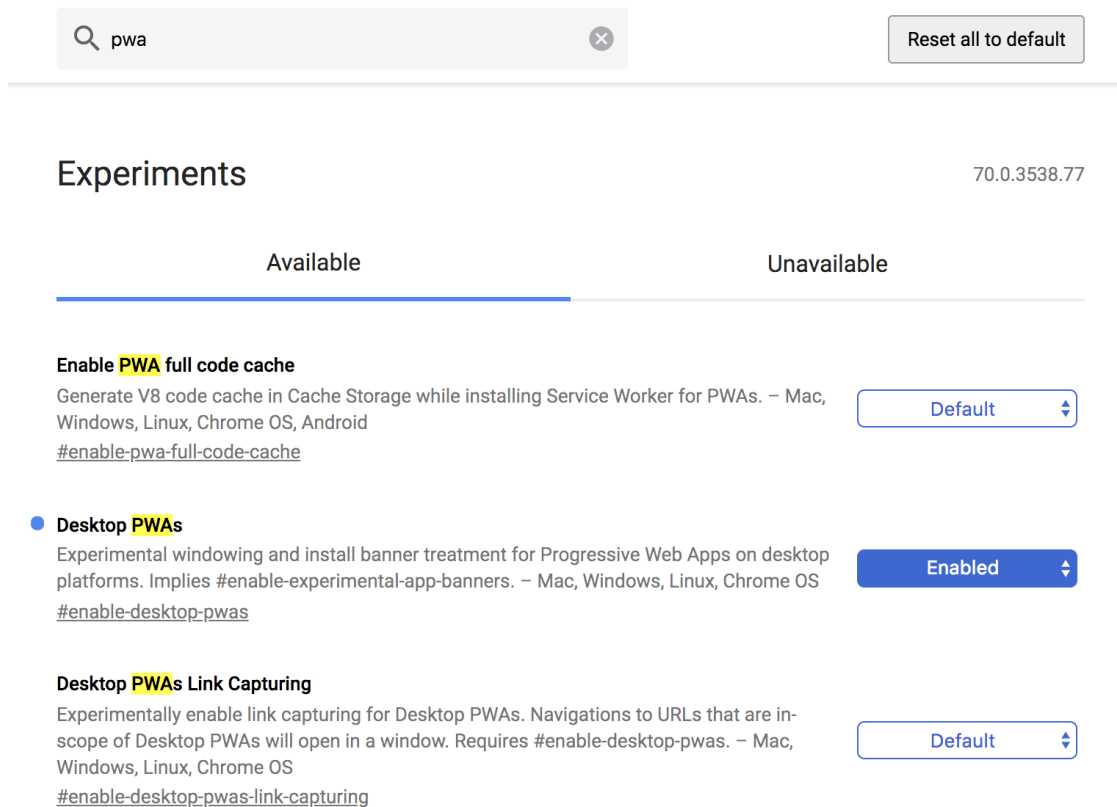 pwa
Reset all to default
Experiments
70.0.3538.77
Available
Unavailable
Enable PWA full code cache
Generate V8 code cache in Cache Storage while installing Service Worker for PWAs. – Mac,
Windows, Linux, Chrome OS, Android
#enable-pwa-full-code-cache
Default
Desktop PWAs
Experimental windowing and install banner treatment for Progressive Web Apps on desktop
platforms. Implies #enable-experimental-app-banners. – Mac, Windows, Linux, Chrome OS
#enable-desktop-pwas
Enabled
Desktop PWAs Link Capturing
Experimentally enable link capturing for Desktop PWAs. Navigations to URLs that are in-
scope of Desktop PWAs will open in a window. Requires #enable-desktop-pwas. – Mac,
Windows, Linux, Chrome OS
#enable-desktop-pwas-link-capturing
Default